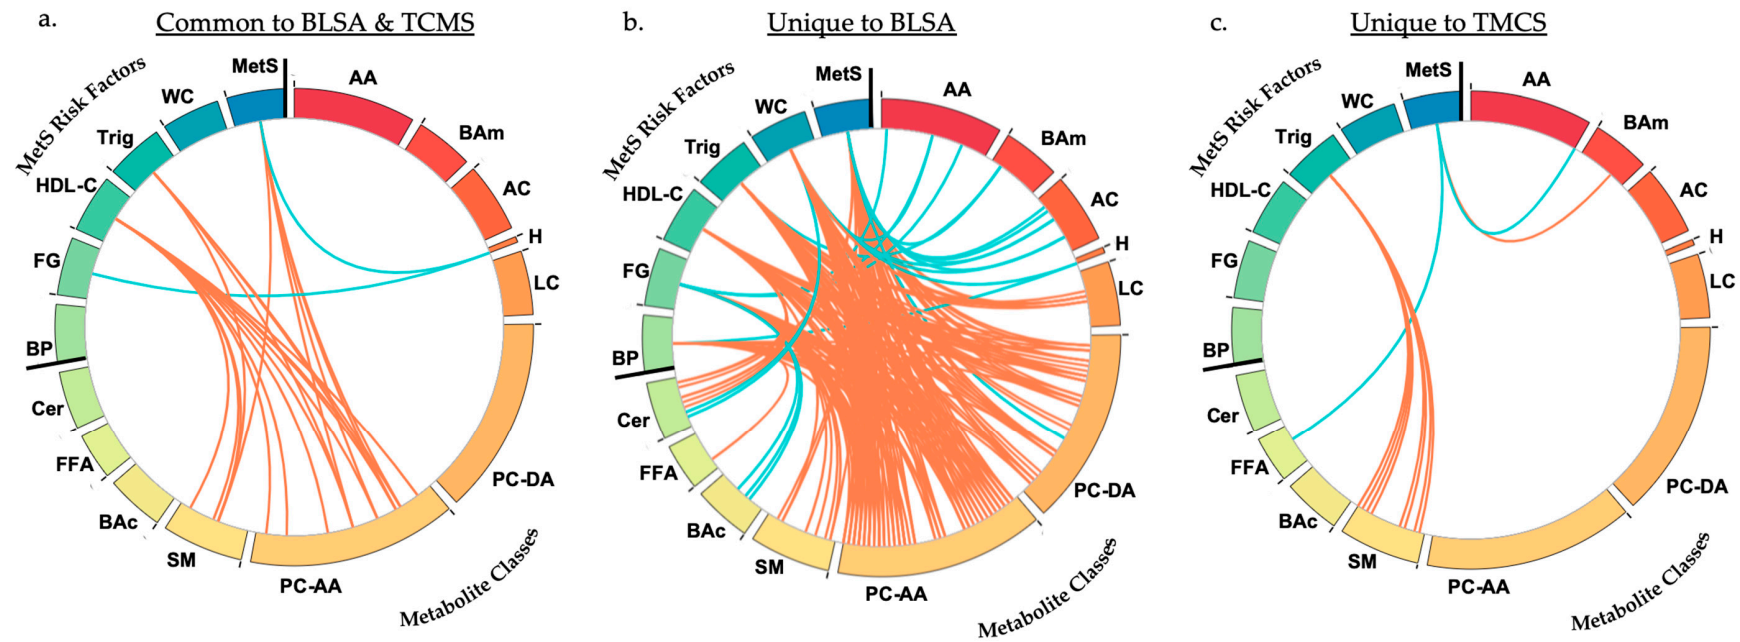 a.
Common to BLSA & TCMS
MetS Risk Factors
MetS
WC
Trig
HDL-C
FG
BP
AA
BAm
AC
H
LC
PC-DA
PC-AA
SM
BAc
FFA
Cer
Metabolite Classes
b.
Unique to BLSA
MetS Risk Factors
MetS
WC
Trig
HDL-C
FG
BP
AA
BAm
AC
H
LC
PC-DA
PC-AA
SM
BAc
FFA
Cer
Metabolite Classes
c.
Unique to TMCS
MetS Risk Factors
MetS
WC
Trig
HDL-C
FG
BP
AA
BAm
AC
H
LC
PC-DA
PC-AA
SM
BAc
FFA
Cer
Metabolite Classes